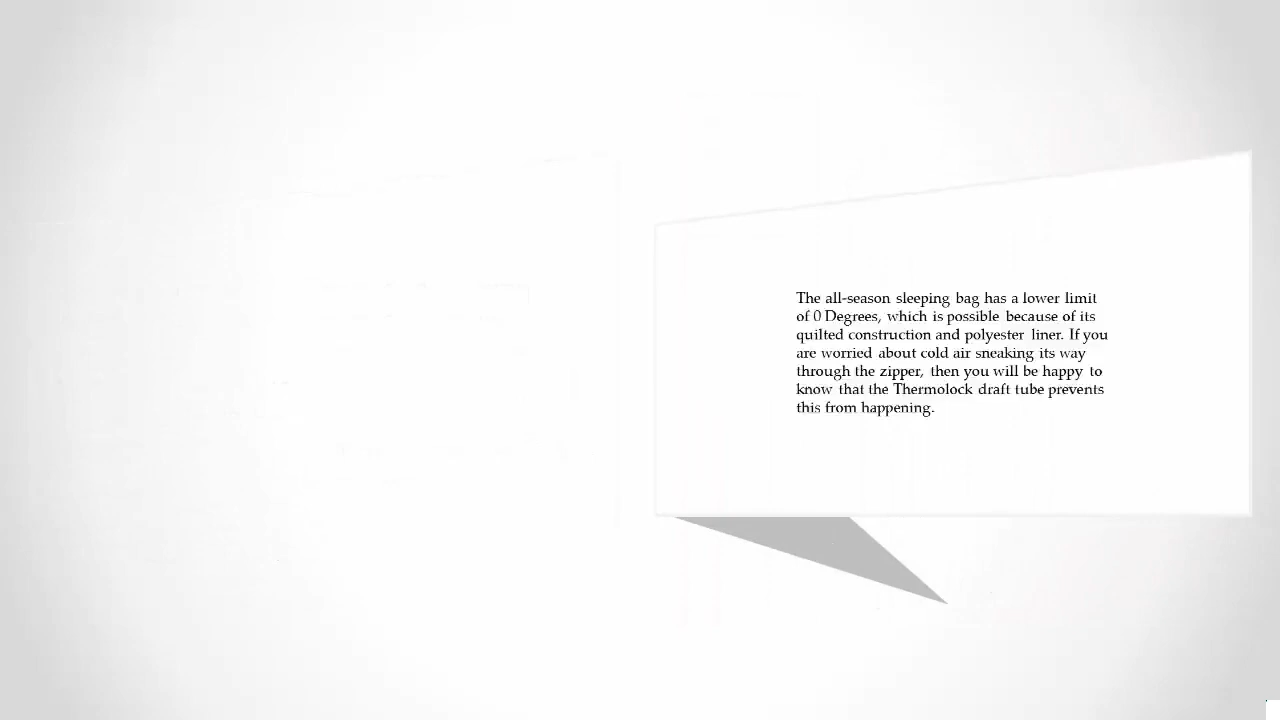 The all-season sleeping bag has a lower limit
of 0 Degrees, which is possible because of its
quilted construction and polyester liner. If you
are worried about cold air sneaking its way
through the zipper, then you will be happy to
know that the Thermolock draft tube prevents
this from happening.